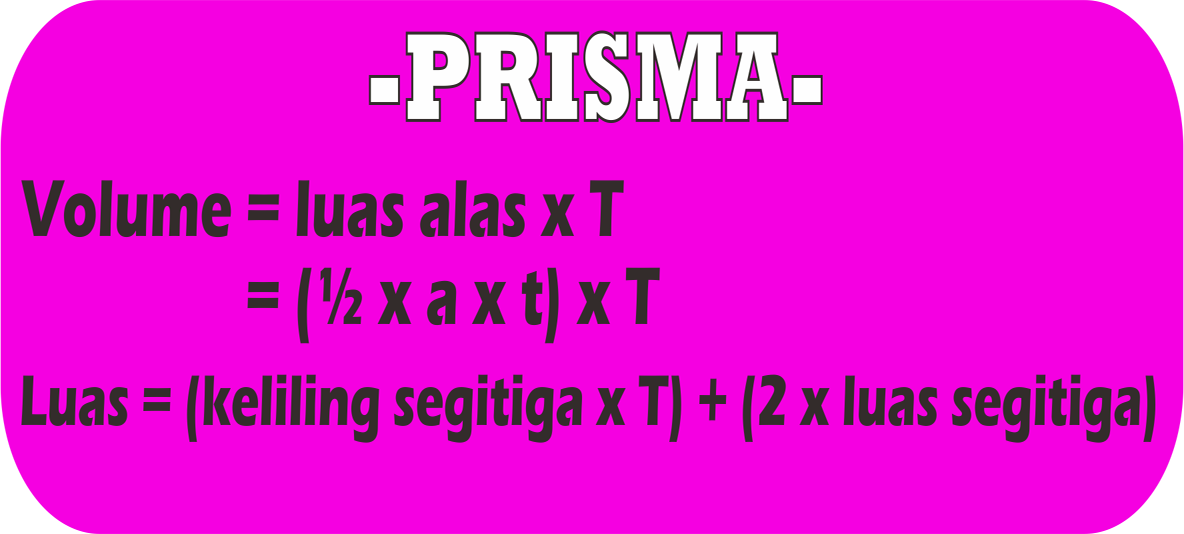 -PRISMA-
Volume = luas alas x T
= (½ x a x t) x T
Luas = (keliling segitiga x T) + (2 x luas segitiga)